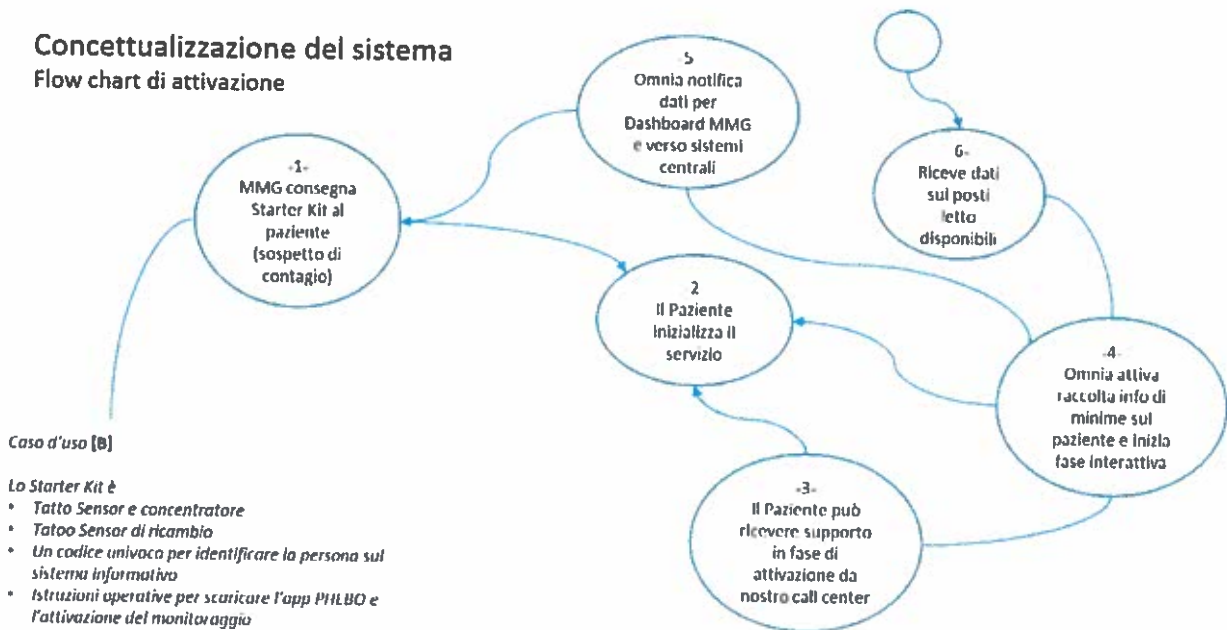 Concettualizzazione del sistema
Flow chart di attivazione
-1-
MMG consegna
Starter Kit al
paziente
(sospetto di
contagio)
-5
Omnia notifica
dati per
Dashboard MMG
e verso sistemi
centrali
6-
Riceve dati
sui posti
letto
disponibili
2
Il Paziente
inizializza il
servizio
-4-
Omnia attiva
raccolta info di
minime sul
paziente e inizia
fase interattiva
-3-
Il Paziente può
ricevere supporto
in fase di
attivazione da
nostro call center
Caso d'uso [B]
Lo Starter Kit è
• Tatto Sensor e concentratore
• Tatoo Sensor di ricambio
• Un codice univoco per identificare la persona sul
sistema informativo
• Istruzioni operative per scaricare l'app PHEBO e
l'attivazione del monitoraggio